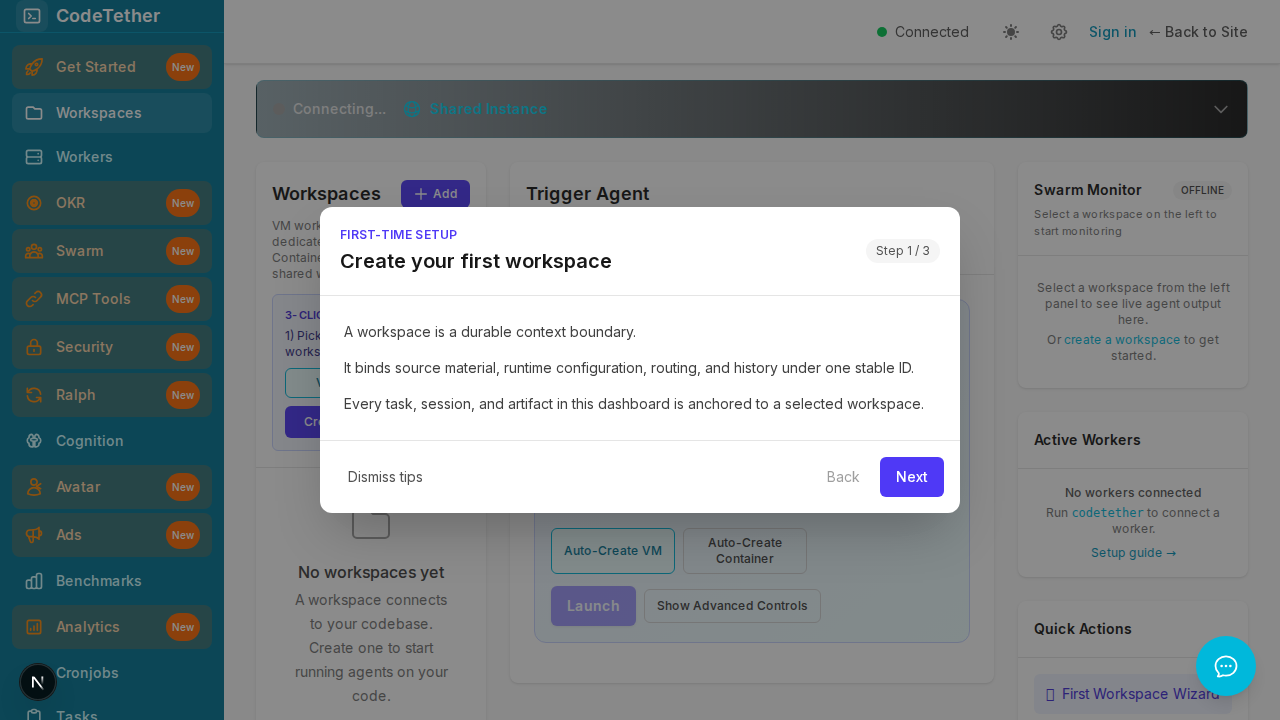 CodeTether
Get Started New
Workspaces
Workers
OKR New
Swarm New
MCP Tools New
Security New
Ralph New
Cognition
Avatar New
Ads New
Benchmarks
Analytics New
Cronjobs
Tasks
N
Connected
Sign in
← Back to Site
Connecting...
Shared Instance
Workspaces
+ Add
Trigger Agent
Swarm Monitor OFFLINE
Select a workspace on the left to
start monitoring
Select a workspace from the left
panel to see live agent output
here.
Or create a workspace to get
started.
FIRST-TIME SETUP
Create your first workspace
Step 1 / 3
A workspace is a durable context boundary.
It binds source material, runtime configuration, routing, and history under one stable ID.
Every task, session, and artifact in this dashboard is anchored to a selected workspace.
Dismiss tips
Back
Next
No workspaces yet
A workspace connects
to your codebase.
Create one to start
running agents on your
code.
Auto-Create VM
Auto-Create
Container
Launch
Show Advanced Controls
Active Workers
No workers connected
Run codetether to connect a
worker.
Setup guide →
Quick Actions
First Workspace Wizard